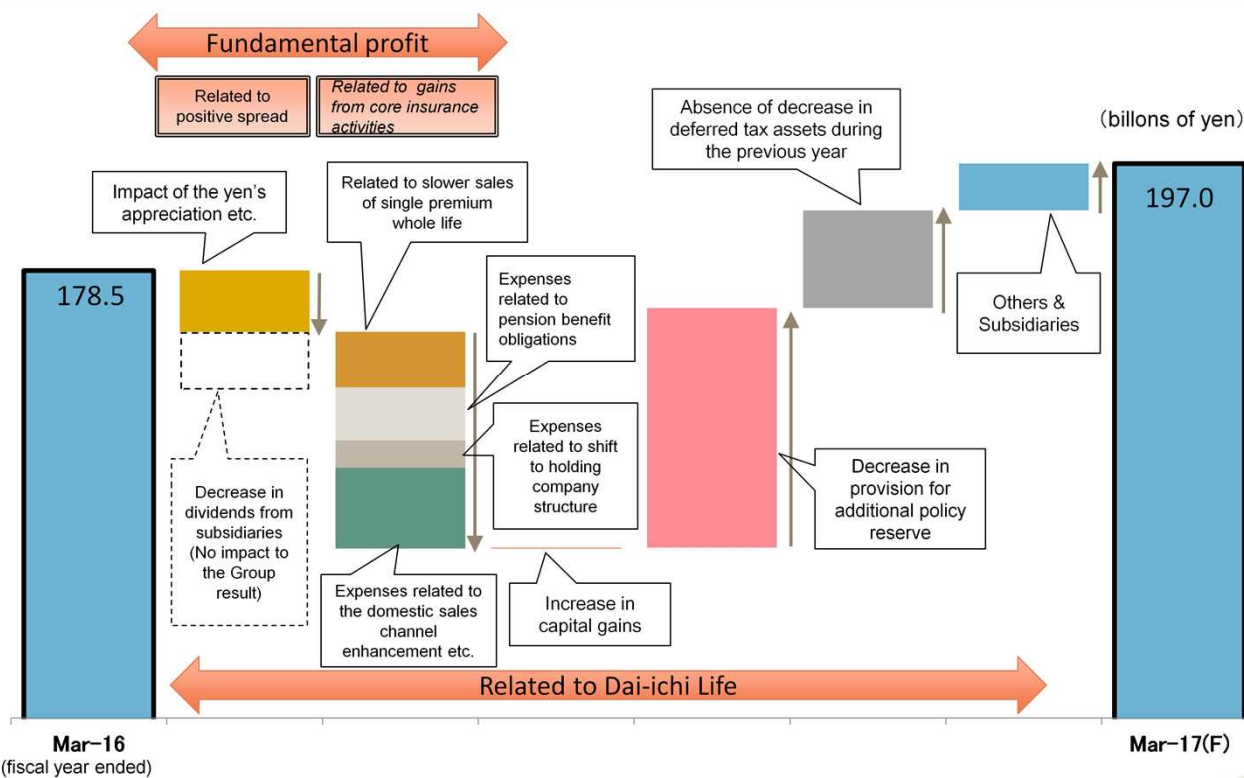 Fundamental profit
Related to
positive spread
Related to gains
from core insurance
activities
(billons of yen)
Absence of decrease in
deferred tax assets during
the previous year
Impact of the yen's
appreciation etc.
Related to slower sales
of single premium
whole life
178.5
197.0
Expenses
related to
pension benefit
obligations
Others &
Subsidiaries
Expenses
related to shift
to holding
company
structure
Decrease in
provision for
additional policy
reserve
Decrease in
dividends from
subsidiaries
(No impact to
the Group
result)
Expenses related to
the domestic sales
channel
enhancement etc.
Increase in
capital gains
Related to Dai-ichi Life
Mar-16
(fiscal year ended)
Mar-17(F)